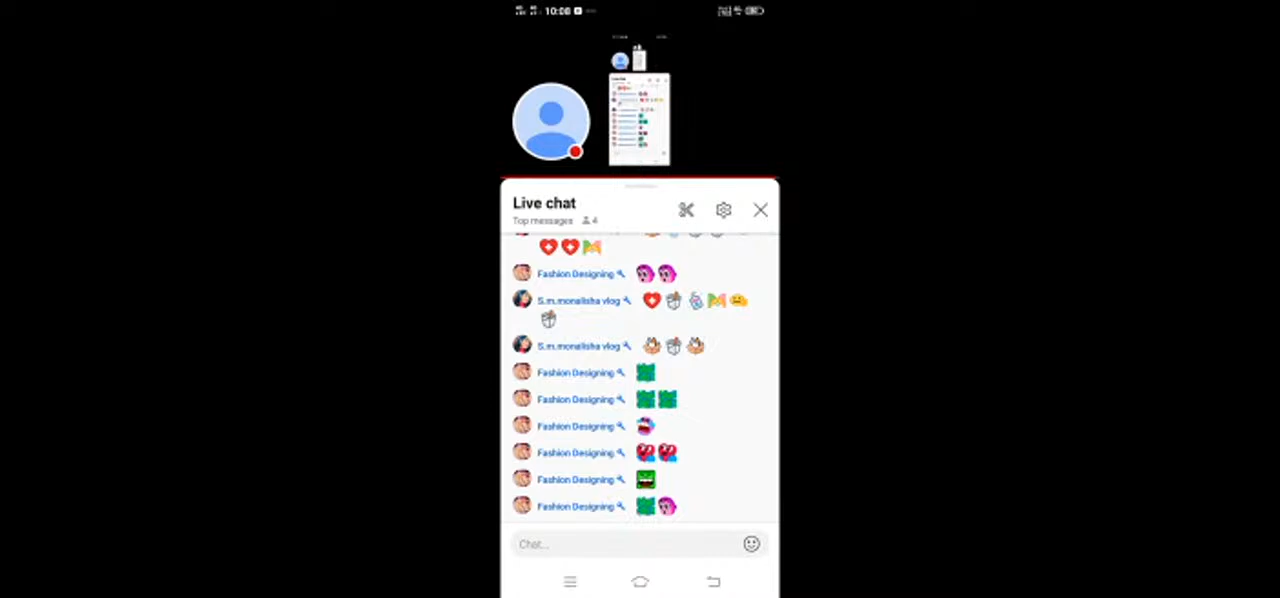 10:08
Live chat
Top messages 4
Fashion Designing
S.m.monalisha vlog
S.m.monalisha vlog
Fashion Designing
Fashion Designing
Fashion Designing
Fashion Designing
Fashion Designing
Fashion Designing
Chat...